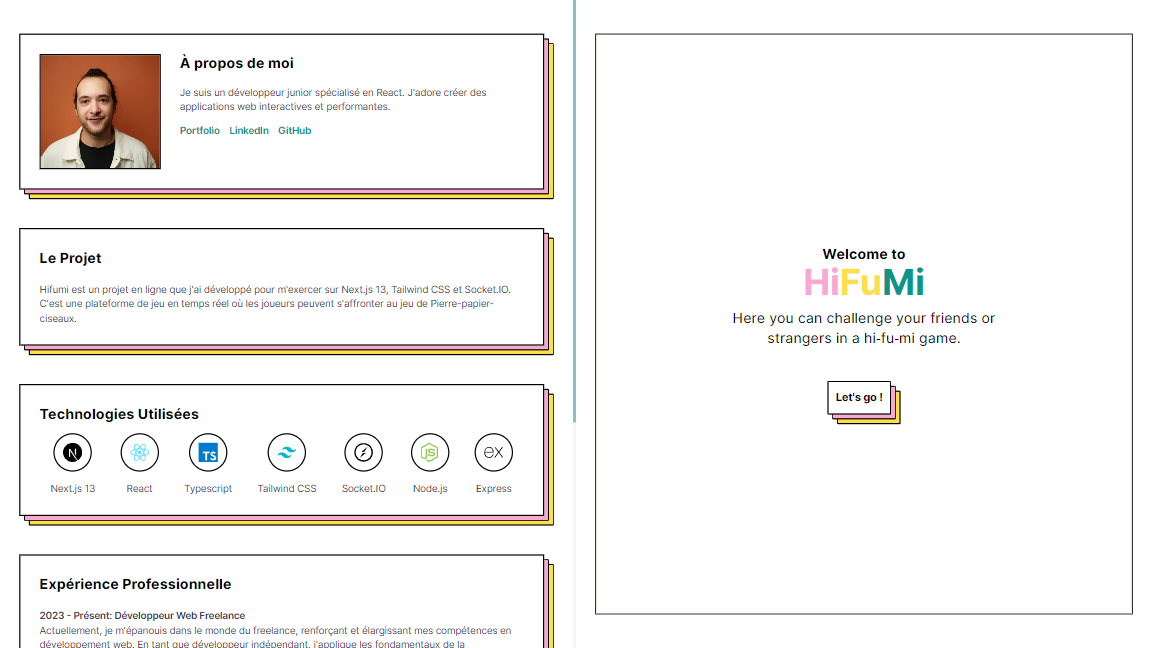 À propos de moi
Je suis un développeur junior spécialisé en React. J'adore créer des
applications web interactives et performantes.
Portfolio LinkedIn GitHub
Le Projet
Hifumi est un projet en ligne que j'ai développé pour m'exercer sur Next.js 13, Tailwind CSS et Socket.IO.
C'est une plateforme de jeu en temps réel où les joueurs peuvent s'affronter au jeu de Pierre-papier-
ciseaux.
Technologies Utilisées
N TS JS ex
Next.js 13 React Typescript Tailwind CSS Socket.IO Node.js Express
Expérience Professionnelle
2023 - Présent: Développeur Web Freelance
Actuellement, je m'épanouis dans le monde du freelance, renforçant et élargissant mes compétences en
développement web. En tant que développeur indépendant, j'applique les fondamentaux de la
Welcome to
HiFuMi
Here you can challenge your friends or
strangers in a hi-fu-mi game.
Let's go !